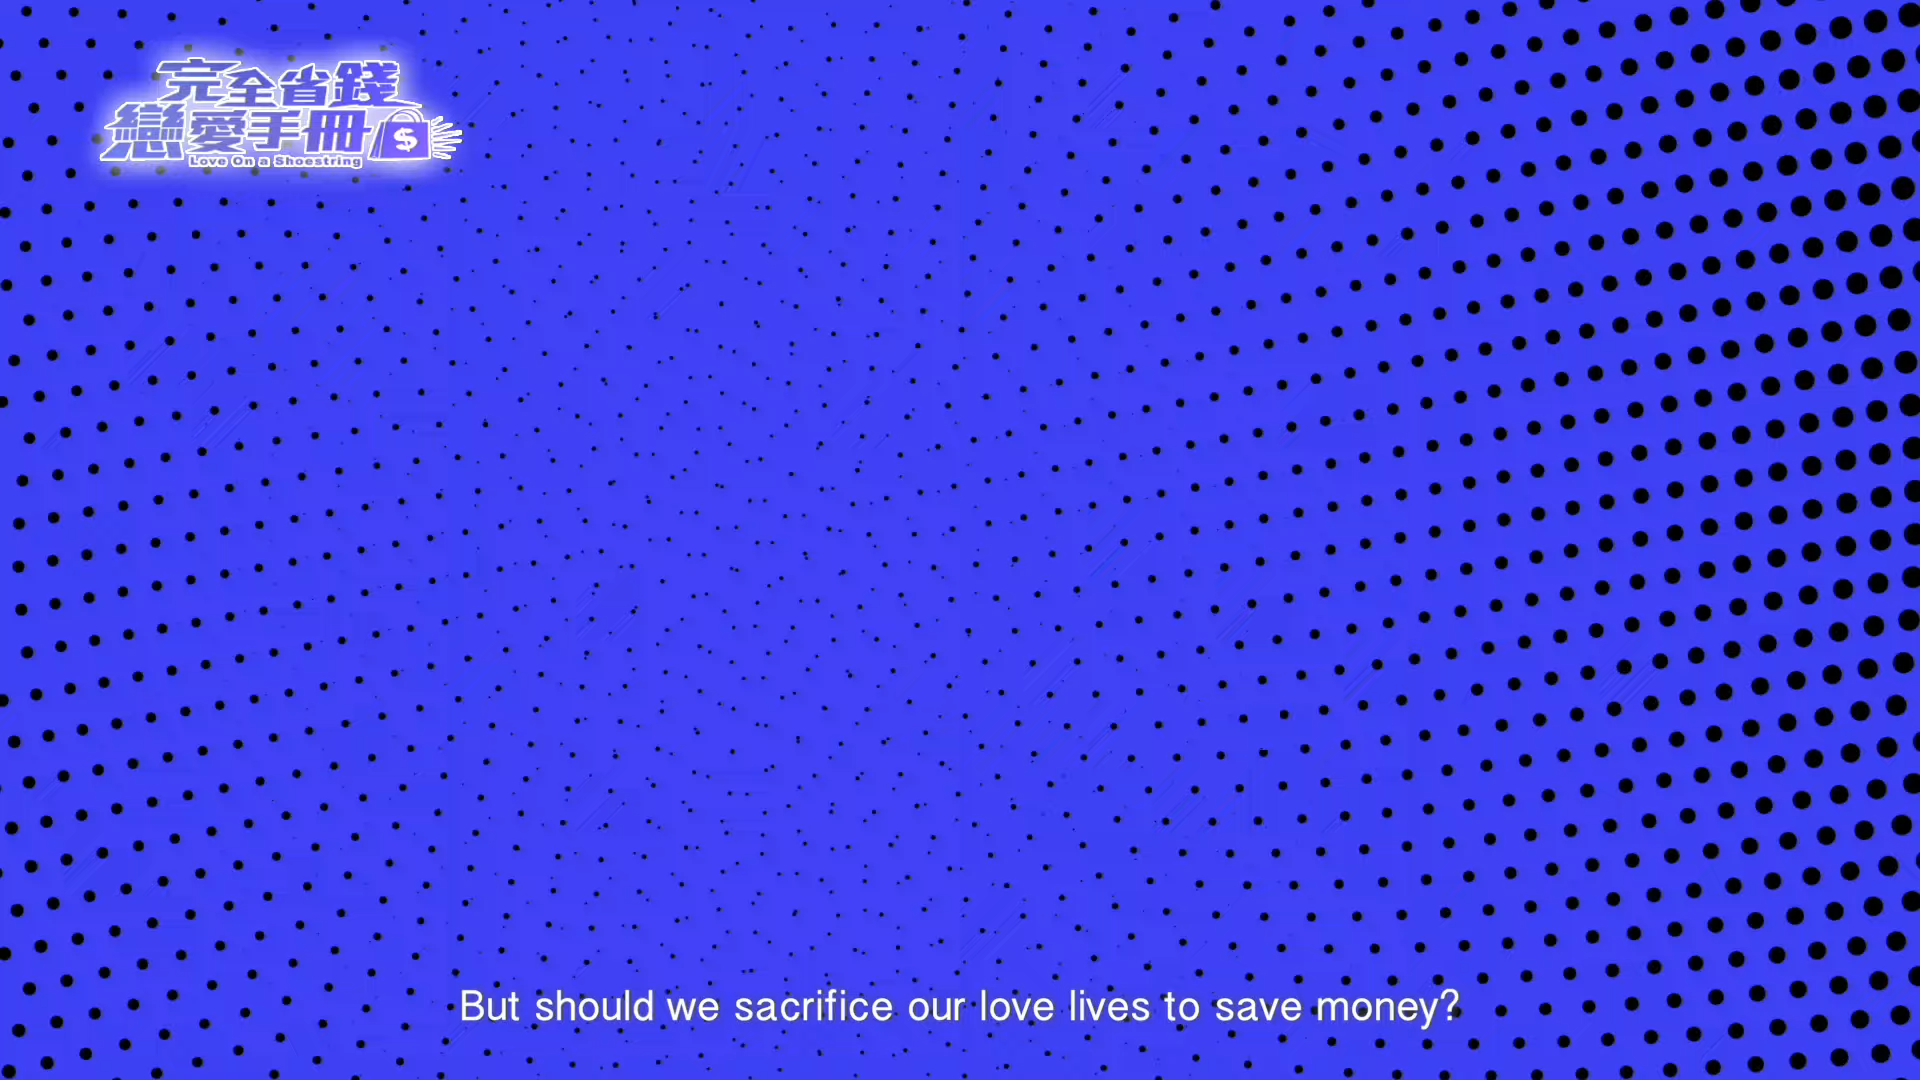 完全省錢
戀愛手冊
$
Love On a Shoestring
But should we sacrifice our love lives to save money?